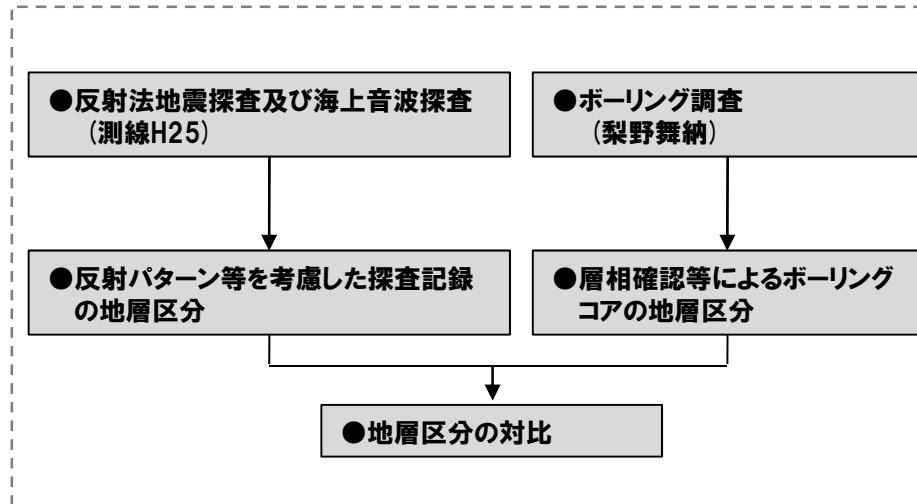 ●反射法地震探査及び海上音波探査
(測線H25)
●ボーリング調査
(梨野舞納)
●反射パターン等を考慮した探査記録
の地層区分
●層相確認等によるボーリング
コアの地層区分
●地層区分の対比